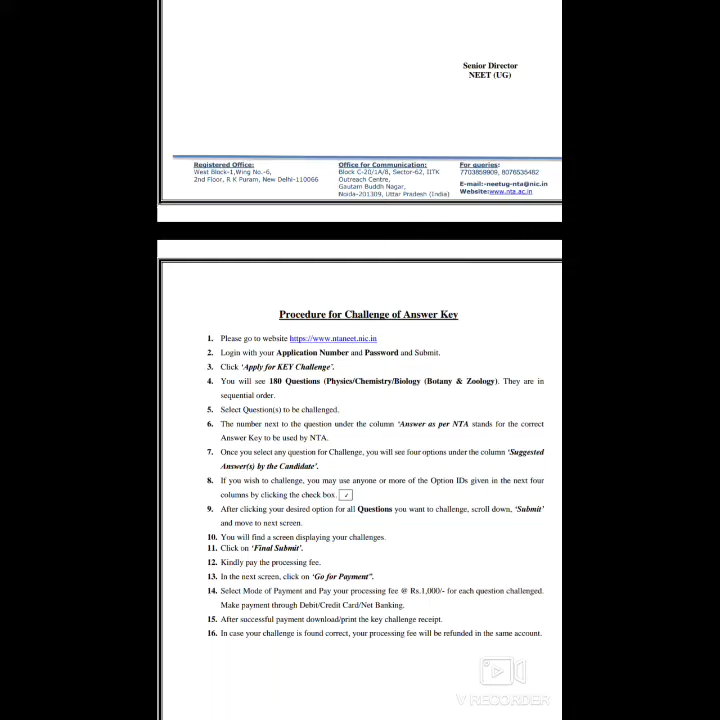 Senior Director
NEET (UG)
Registered Office:
West Block-1,Wing No.-6,
2nd Floor, R K Puram, New Delhi-110066
Office for Communication:
Block C-20/1A/8, Sector-62, IITK
Outreach Centre,
Gautam Buddh Nagar,
Noida-201309, Uttar Pradesh (India)
For queries:
7703859909, 8076535482
E-mail:-neetug-nta@nic.in
Website:www.nta.ac.in
Procedure for Challenge of Answer Key
1. Please go to website https://www.ntaneet.nic.in
2. Login with your Application Number and Password and Submit.
3. Click ‘Apply for KEY Challenge’.
4. You will see 180 Questions (Physics/Chemistry/Biology (Botany & Zoology). They are in
sequential order.
5. Select Question(s) to be challenged.
6. The number next to the question under the column ‘Answer as per NTA stands for the correct
Answer Key to be used by NTA.
7. Once you select any question for Challenge, you will see four options under the column ‘Suggested
Answer(s) by the Candidate’.
8. If you wish to challenge, you may use anyone or more of the Option IDs given in the next four
columns by clicking the check box. ✓
9. After clicking your desired option for all Questions you want to challenge, scroll down, ‘Submit’
and move to next screen.
10. You will find a screen displaying your challenges.
11. Click on ‘Final Submit’.
12. Kindly pay the processing fee.
13. In the next screen, click on ‘Go for Payment”.
14. Select Mode of Payment and Pay your processing fee @ Rs.1,000/- for each question challenged.
Make payment through Debit/Credit Card/Net Banking.
15. After successful payment download/print the key challenge receipt.
16. In case your challenge is found correct, your processing fee will be refunded in the same account.
V RECORDER